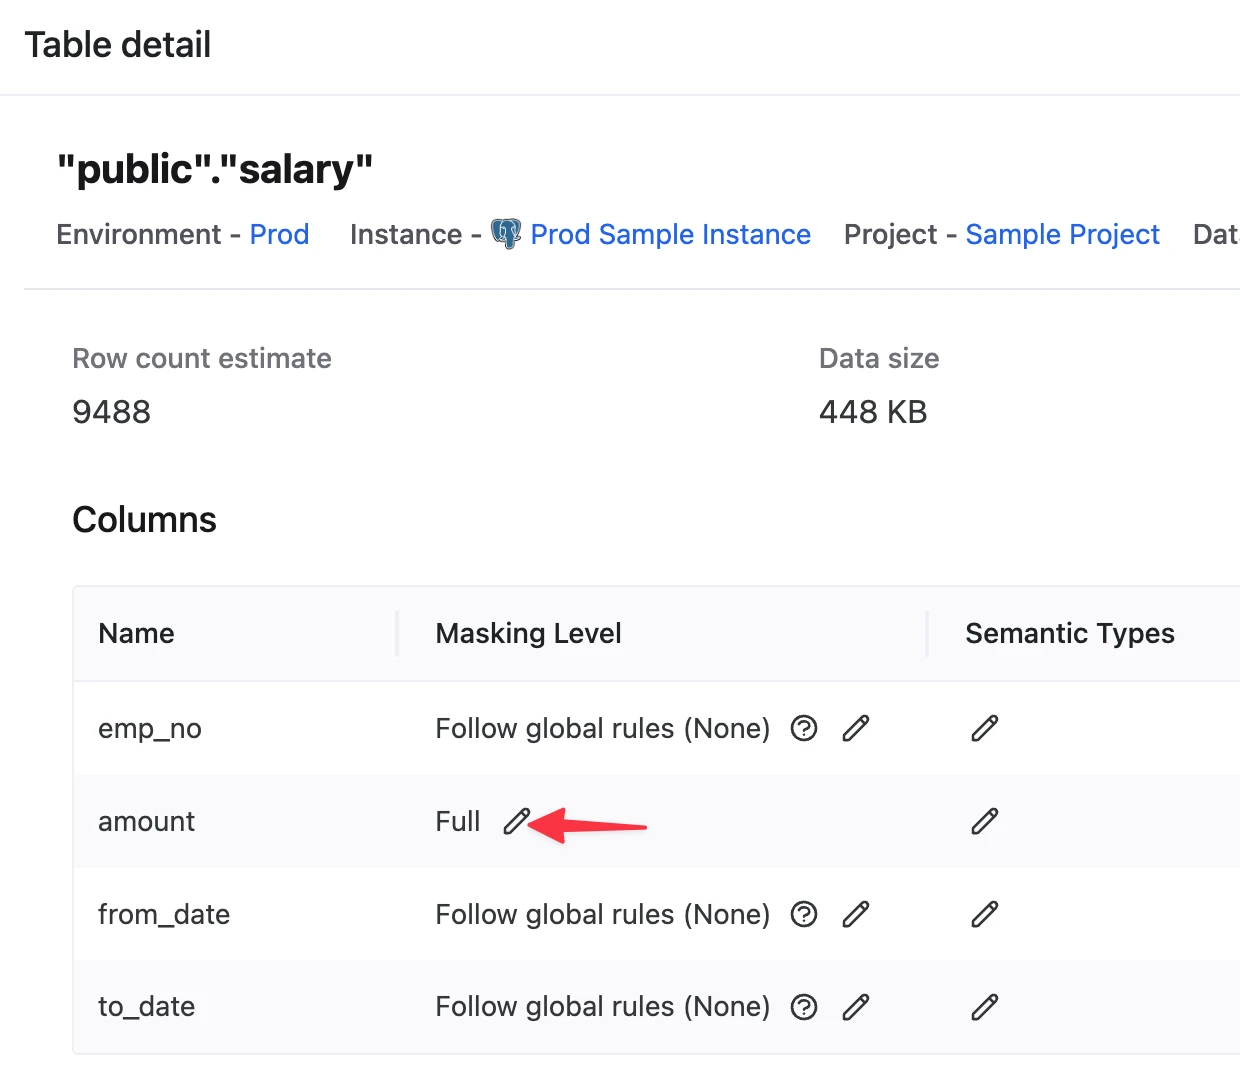 Table detail
"public"."salary"
Environment - Prod Instance - Prod Sample Instance Project - Sample Project
Row count estimate Data size
9488 448 KB
Columns
Name Masking Level Semantic Types
emp_no Follow global rules (None)
amount Full
from_date Follow global rules (None)
to_date Follow global rules (None)